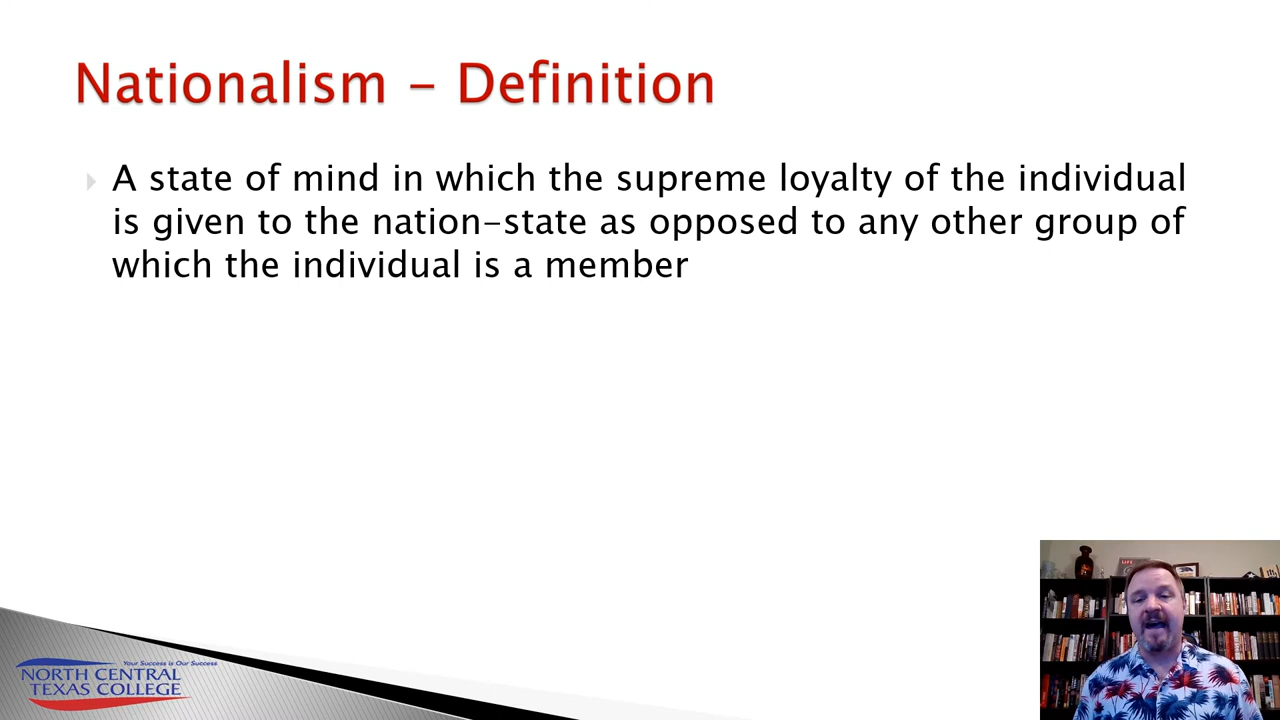 Nationalism - Definition
A state of mind in which the supreme loyalty of the individual
is given to the nation-state as opposed to any other group of
which the individual is a member
Your Success is Our Success
NORTH CENTRAL
TEXAS COLLEGE
LIFE